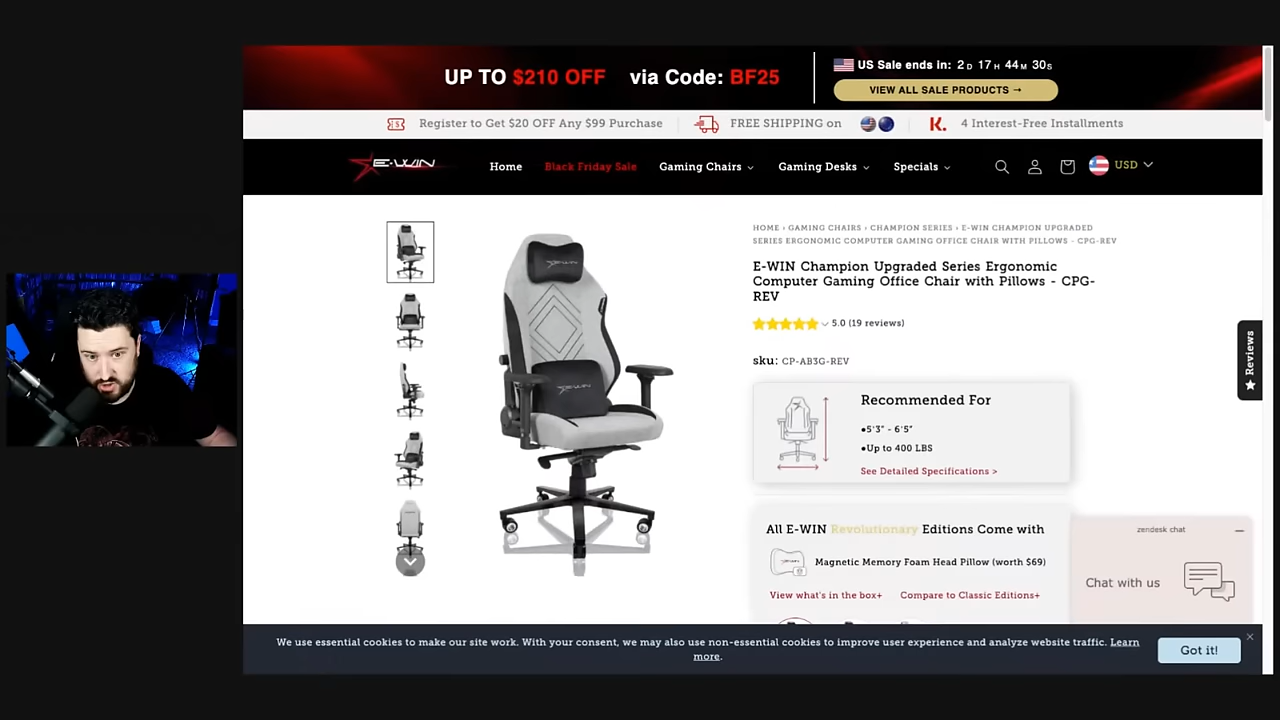 UP TO $210 OFF via Code: BF25
US Sale ends in: 2 D 17 H 44 M 30 S
VIEW ALL SALE PRODUCTS →
Register to Get $20 OFF Any $99 Purchase
FREE SHIPPING on
K. 4 Interest-Free Installments
E-WIN
Home
Black Friday Sale
Gaming Chairs
Gaming Desks
Specials
USD
HOME › GAMING CHAIRS › CHAMPION SERIES › E-WIN CHAMPION UPGRADED
SERIES ERGONOMIC COMPUTER GAMING OFFICE CHAIR WITH PILLOWS - CPG-REV
E-WIN Champion Upgraded Series Ergonomic
Computer Gaming Office Chair with Pillows - CPG-
REV
5.0 (19 reviews)
sku: CP-AB3G-REV
Recommended For
•5'3" - 6'5"
•Up to 400 LBS
See Detailed Specifications >
All E-WIN Revolutionary Editions Come with
Magnetic Memory Foam Head Pillow (worth $69)
View what's in the box+
Compare to Classic Editions+
E-WIN
E-WIN
★ Reviews
zendesk chat
Chat with us
We use essential cookies to make our site work. With your consent, we may also use non-essential cookies to improve user experience and analyze website traffic. Learn
more.
Got it!